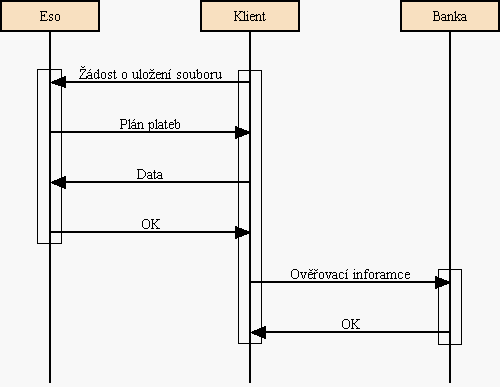 Eso
Klient
Banka
Žádost o uložení souboru
Plán plateb
Data
OK
Ověřovací inforamce
OK